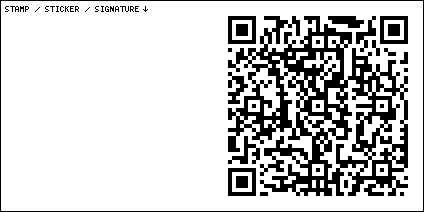 STAMP / STICKER / SIGNATURE ↓